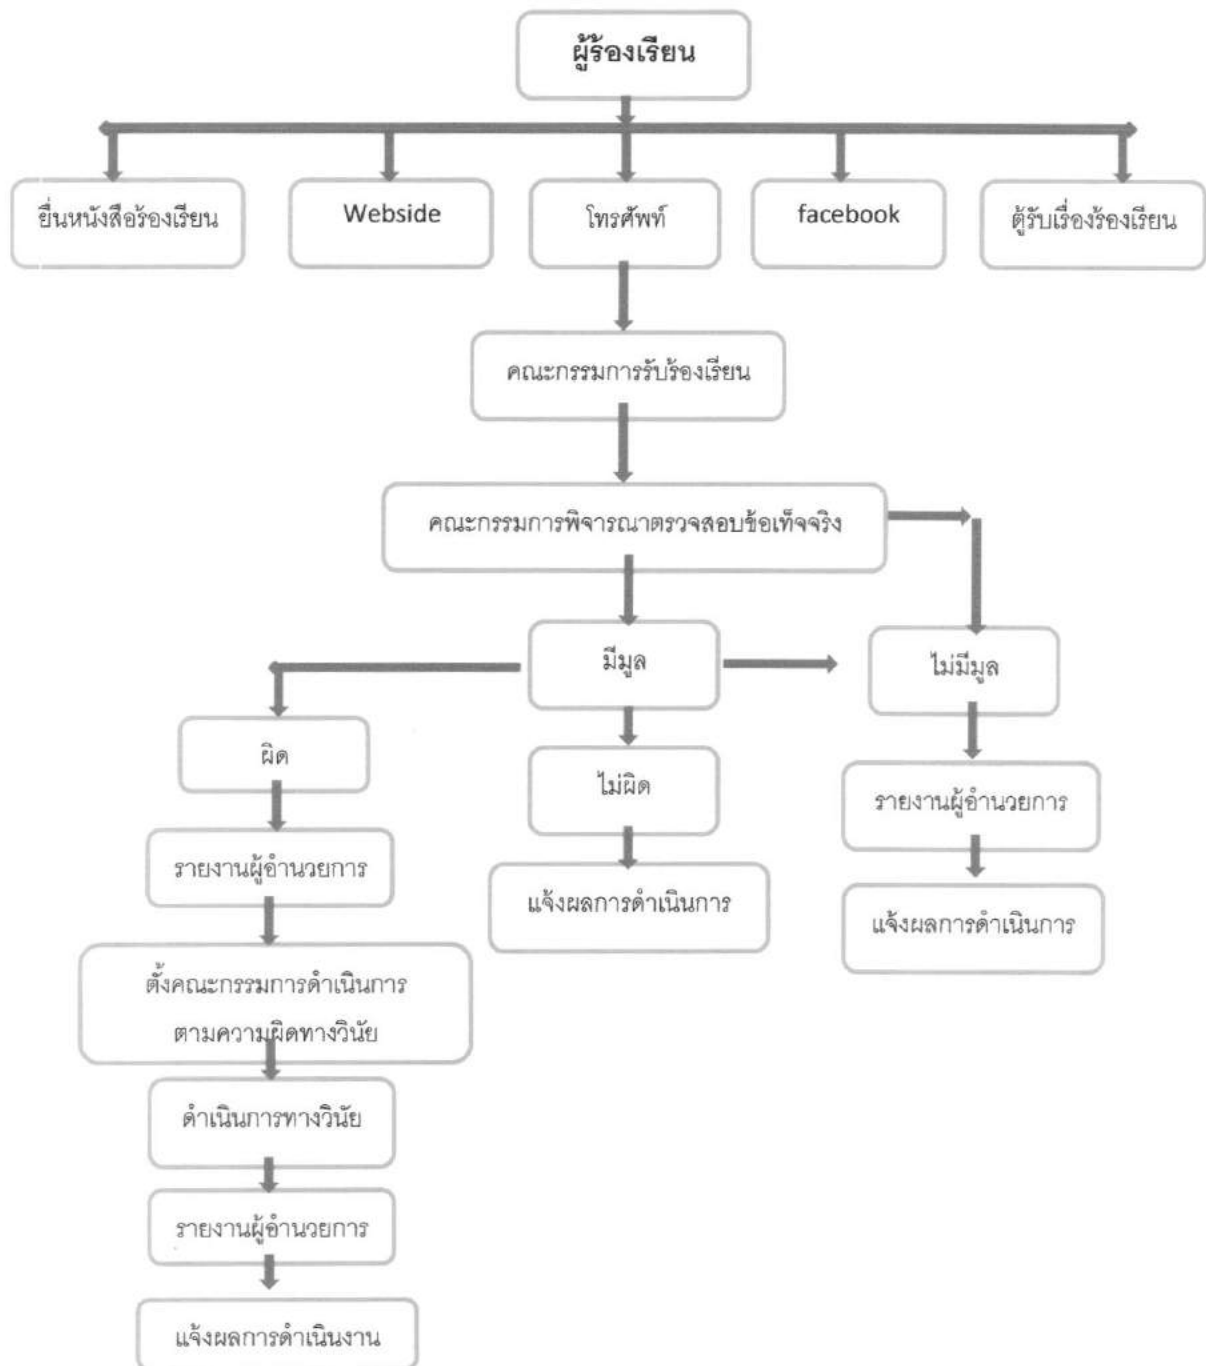 ผู้ร้องเรียน
ยื่นหนังสือร้องเรียน
Webside
โทรศัพท์
facebook
ตู้รับเรื่องร้องเรียน
คณะกรรมการรับร้องเรียน
คณะกรรมการพิจารณาตรวจสอบข้อเท็จจริง
มีมูล
ไม่มีมูล
ผิด
ไม่ผิด
รายงานผู้อำนวยการ
รายงานผู้อำนวยการ
แจ้งผลการดำเนินการ
แจ้งผลการดำเนินการ
ตั้งคณะกรรมการดำเนินการ
ตามความผิดทางวินัย
ดำเนินการทางวินัย
รายงานผู้อำนวยการ
แจ้งผลการดำเนินงาน